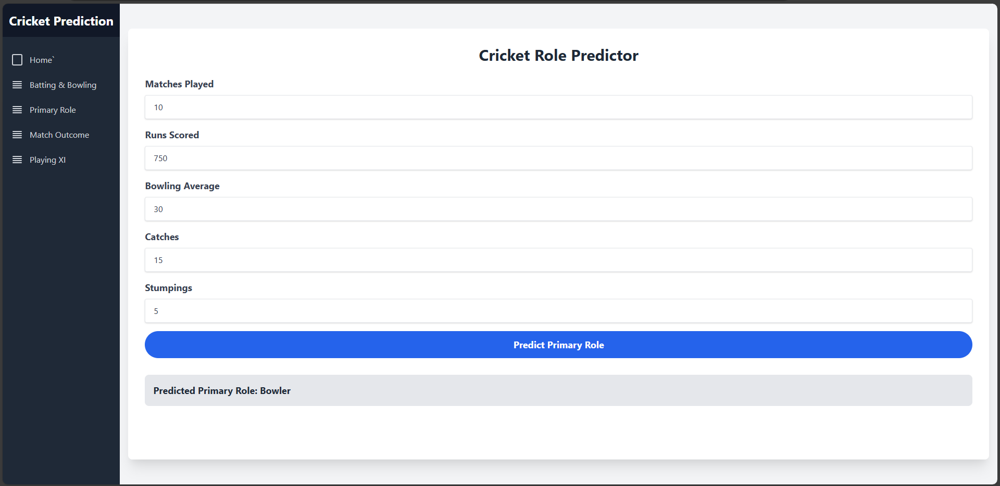 Cricket Prediction
Home`
Batting & Bowling
Primary Role
Match Outcome
Playing XI
Cricket Role Predictor
Matches Played
10
Runs Scored
750
Bowling Average
30
Catches
15
Stumpings
5
Predict Primary Role
Predicted Primary Role: Bowler